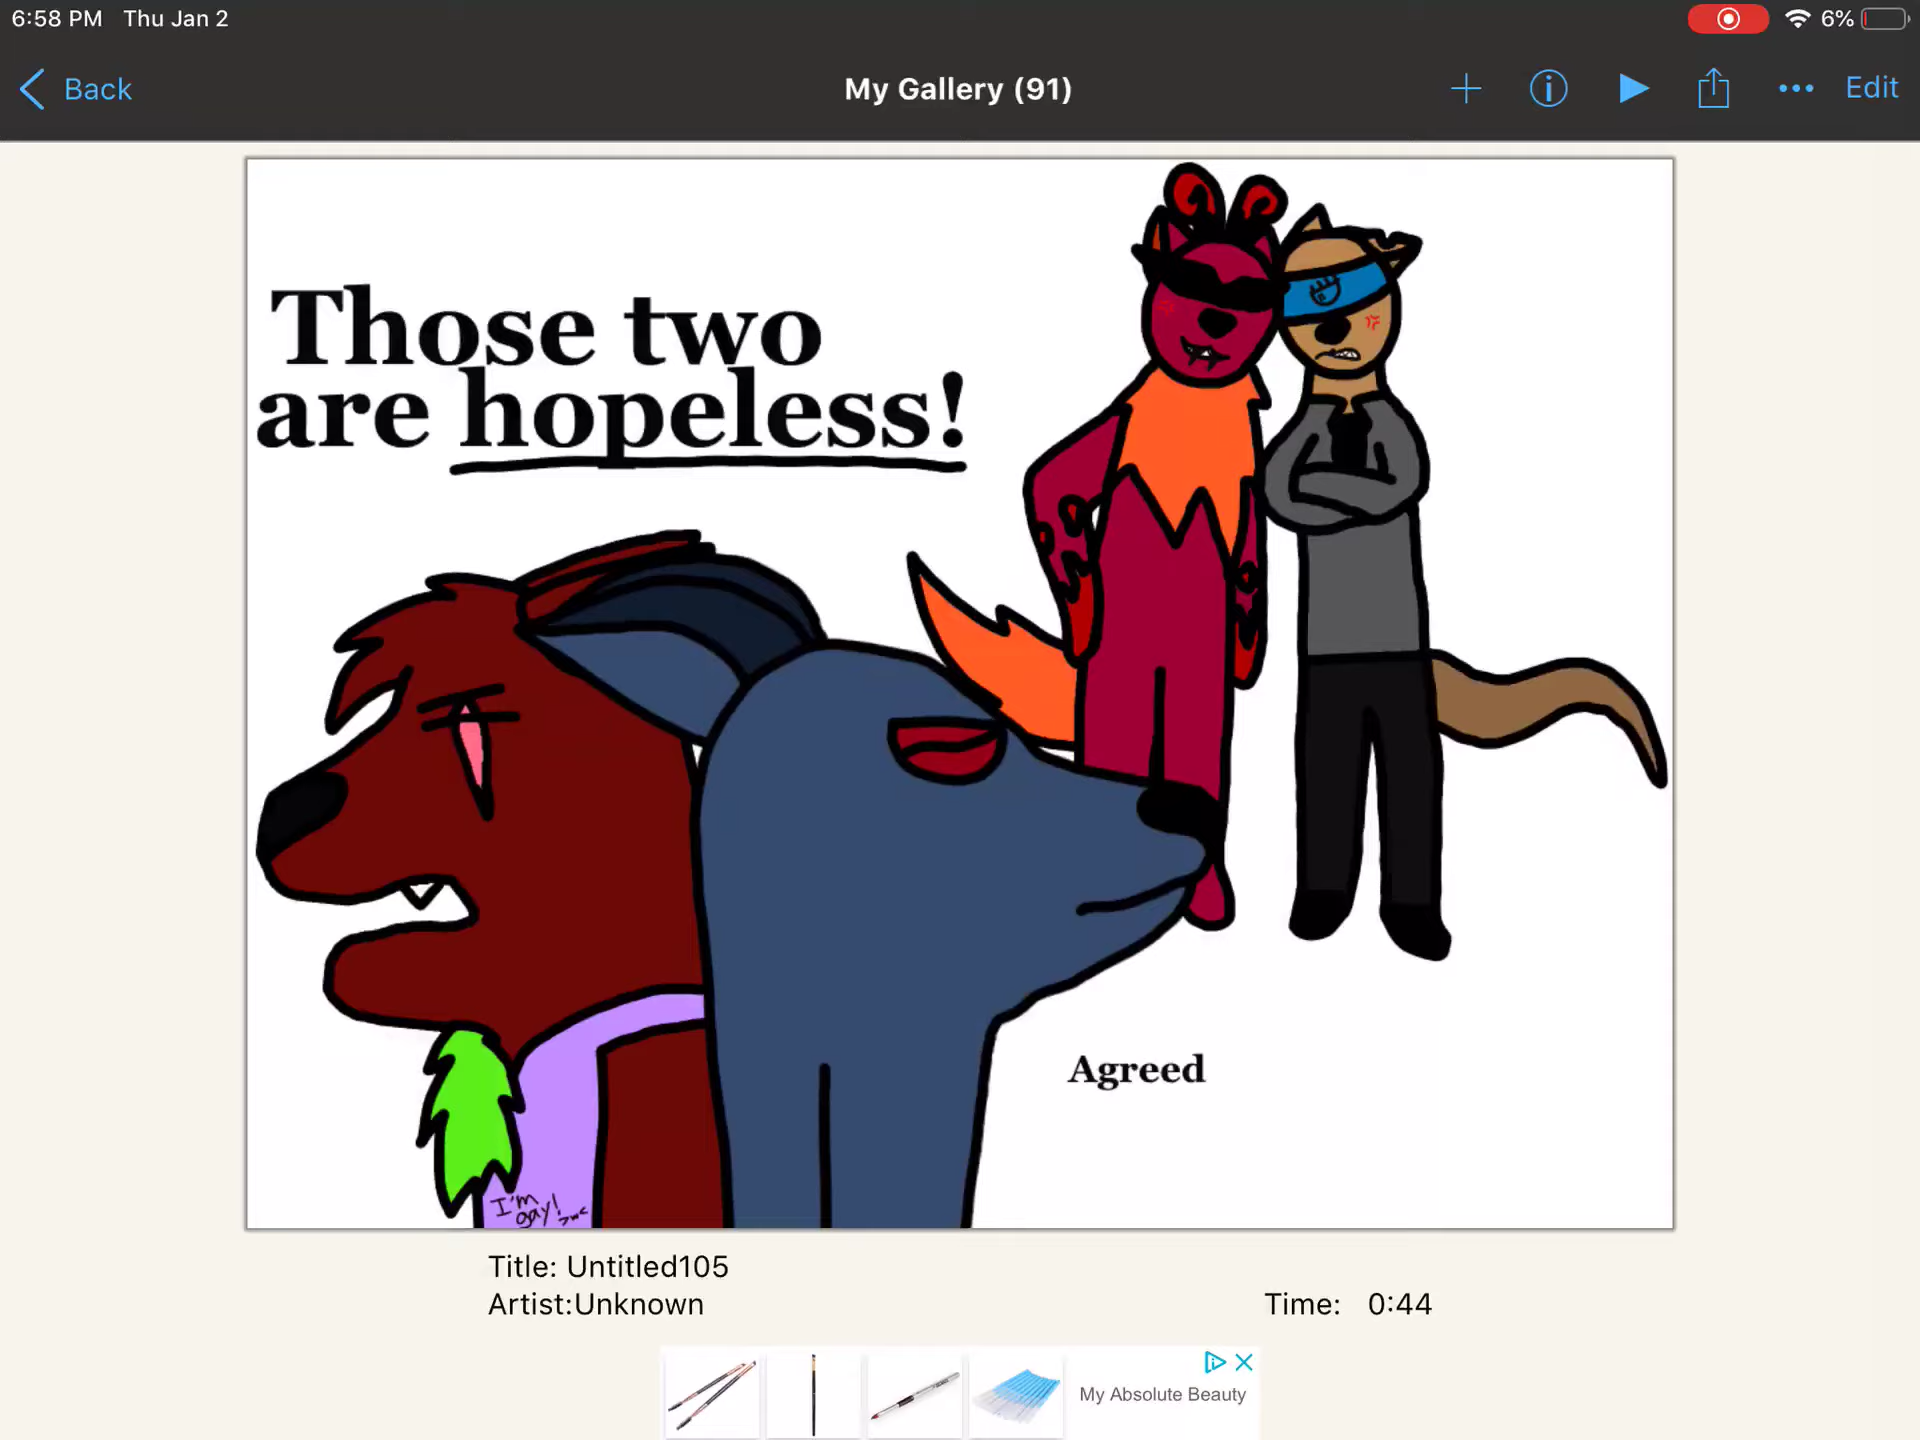 6:58 PM Thu Jan 2
6%
Back
My Gallery (91)
Edit
Those two
are hopeless!
Agreed
I'm
gay!
Title: Untitled105
Artist:Unknown
Time: 0:44
My Absolute Beauty